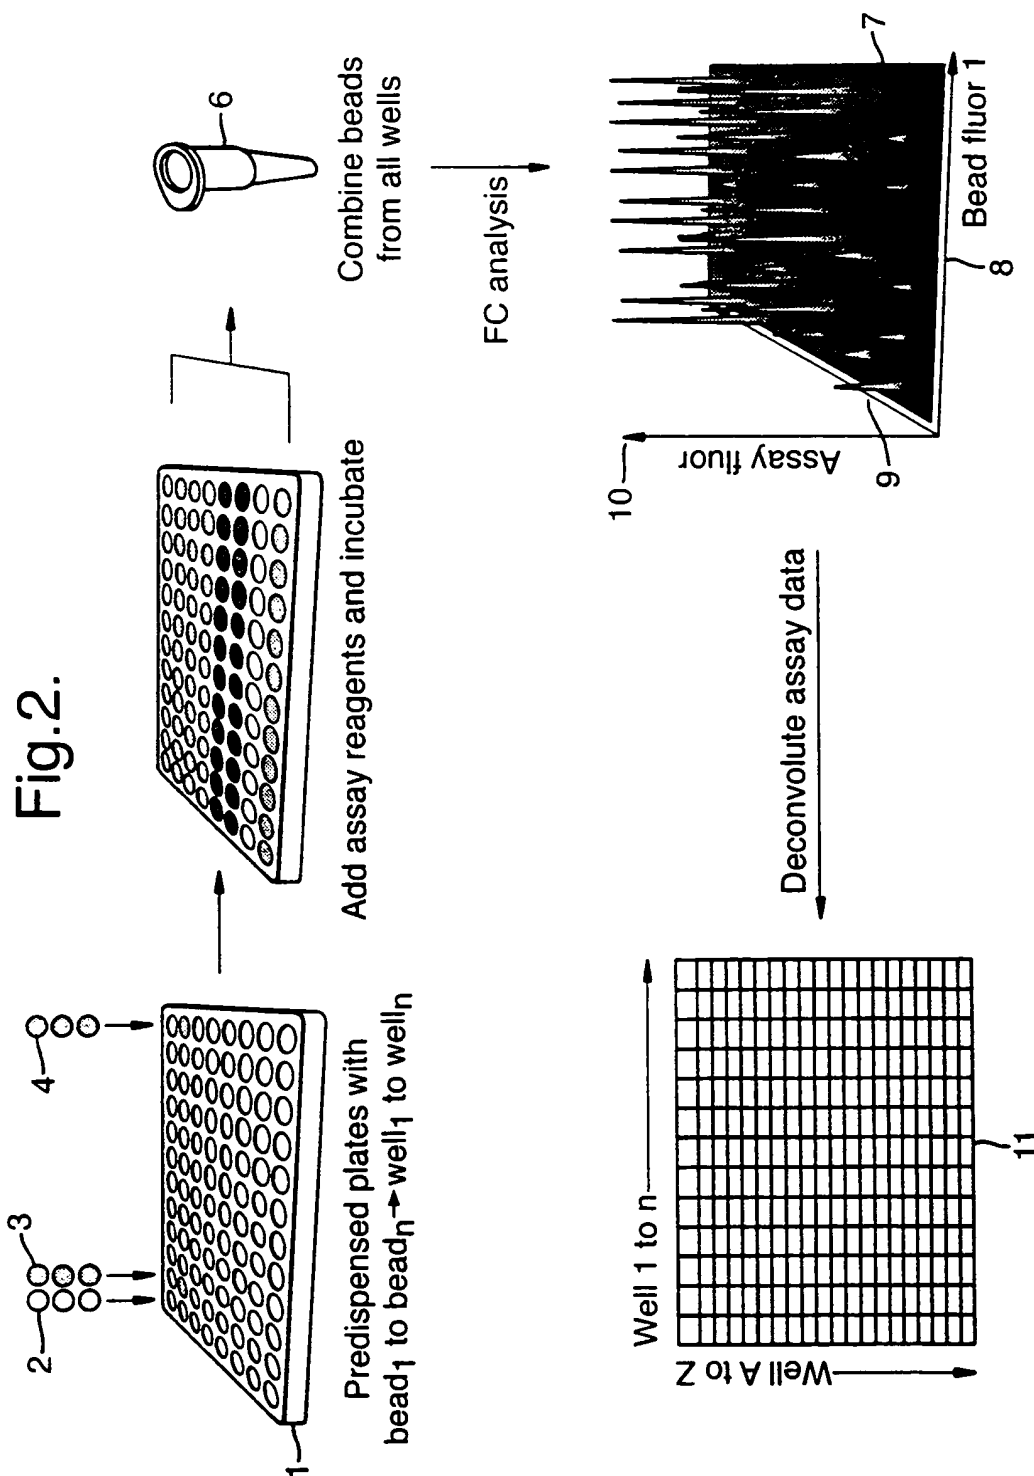 Fig.2.
2
3
4
1
Predispensed plates with
bead1 to beadn→well1 to welln
Add assay reagents and incubate
6
Combine beads
from all wells
FC analysis
10
Assay fluor
9
8
Bead fluor 1
7
Deconvolute assay data
Well 1 to n
Well A to Z
11